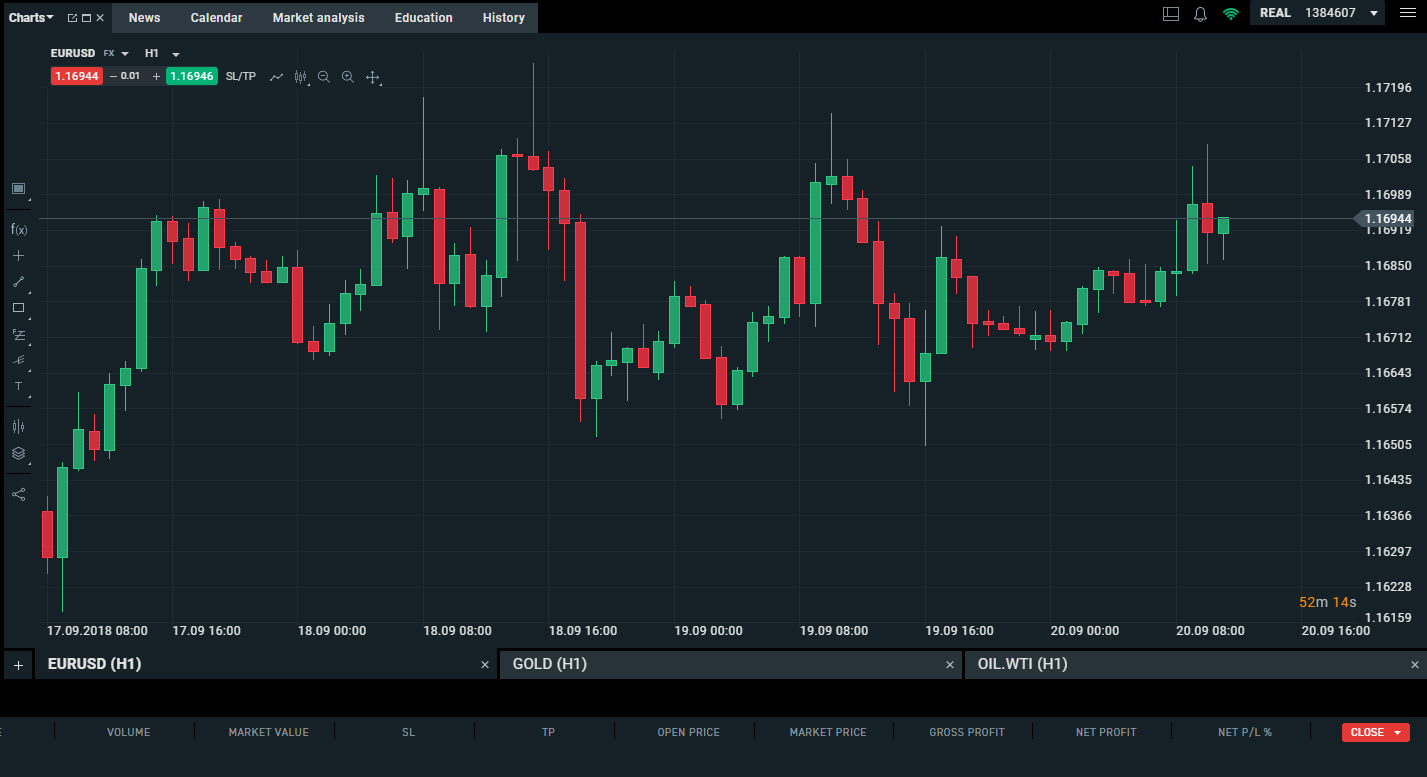 Charts News Calendar Market analysis Education History REAL 1384607
EURUSD FX H1
1.16944 – 0.01 + 1.16946 SL/TP
1.17196
1.17127
1.17058
1.16989
1.16944
1.16919
1.16850
1.16781
1.16712
1.16643
1.16574
1.16505
1.16435
1.16366
1.16297
1.16228
1.16159
f(x)
T
52m 14s
17.09.2018 08:00 17.09 16:00 18.09 00:00 18.09 08:00 18.09 16:00 19.09 00:00 19.09 08:00 19.09 16:00 20.09 00:00 20.09 08:00 20.09 16:00
+ EURUSD (H1) × GOLD (H1) × OIL.WTI (H1) ×
VOLUME MARKET VALUE SL TP OPEN PRICE MARKET PRICE GROSS PROFIT NET PROFIT NET P/L % CLOSE